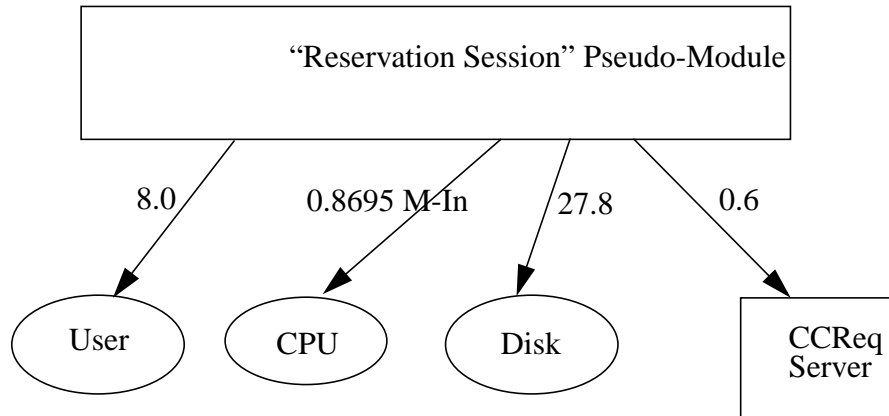 “Reservation Session” Pseudo-Module
8.0
0.8695 M-In
27.8
0.6
User
CPU
Disk
CCReq
Server